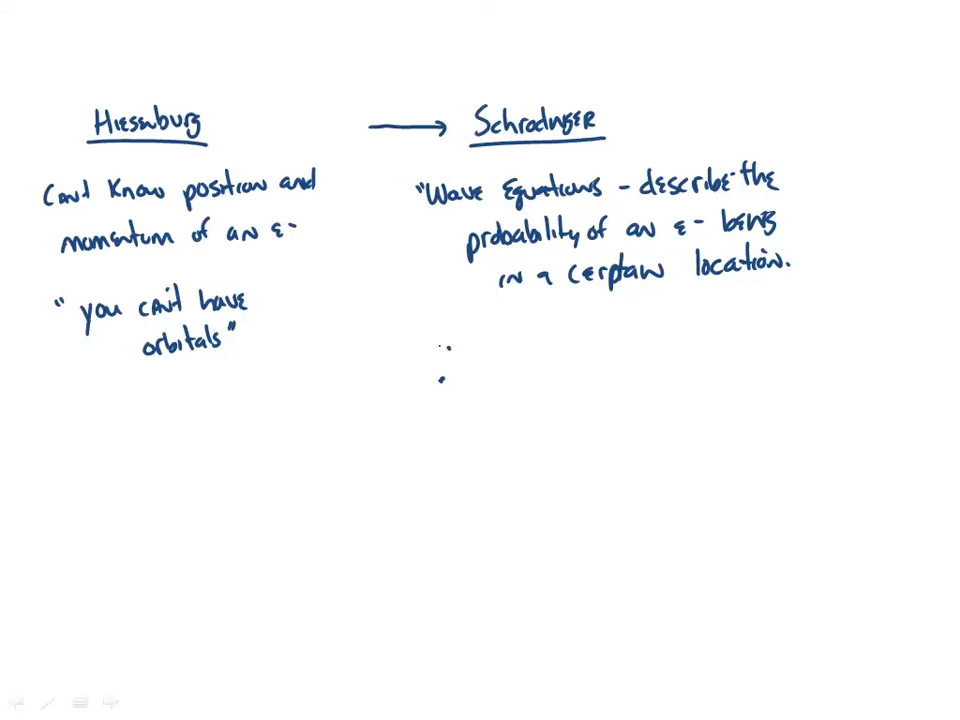 Hiesenburg
Can't know position and
momentum of an e-
"you can't have
orbitals"
→ Schrodinger
"Wave Equations - describe the
probability of an e- being
in a certain location.